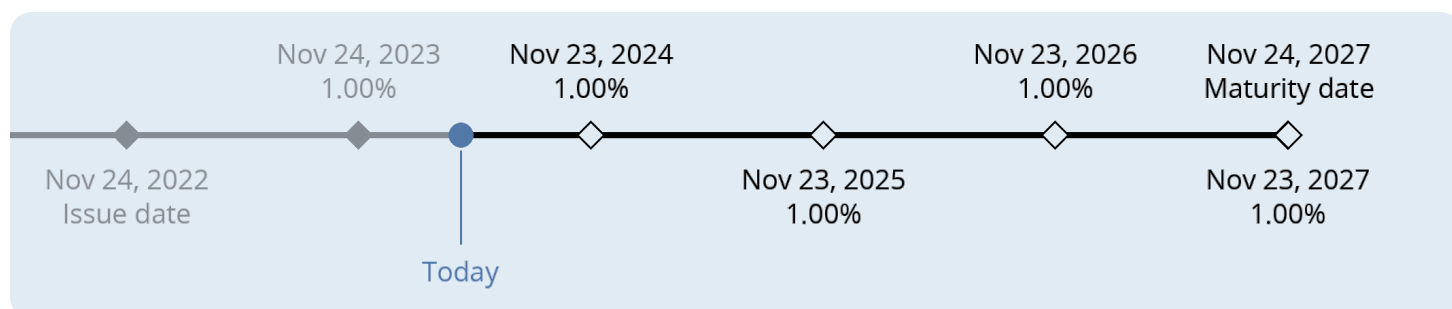 Nov 24, 2023
1.00%
Nov 23, 2024
1.00%
Nov 23, 2026
1.00%
Nov 24, 2027
Maturity date
Nov 24, 2022
Issue date
Nov 23, 2025
1.00%
Nov 23, 2027
1.00%
Today